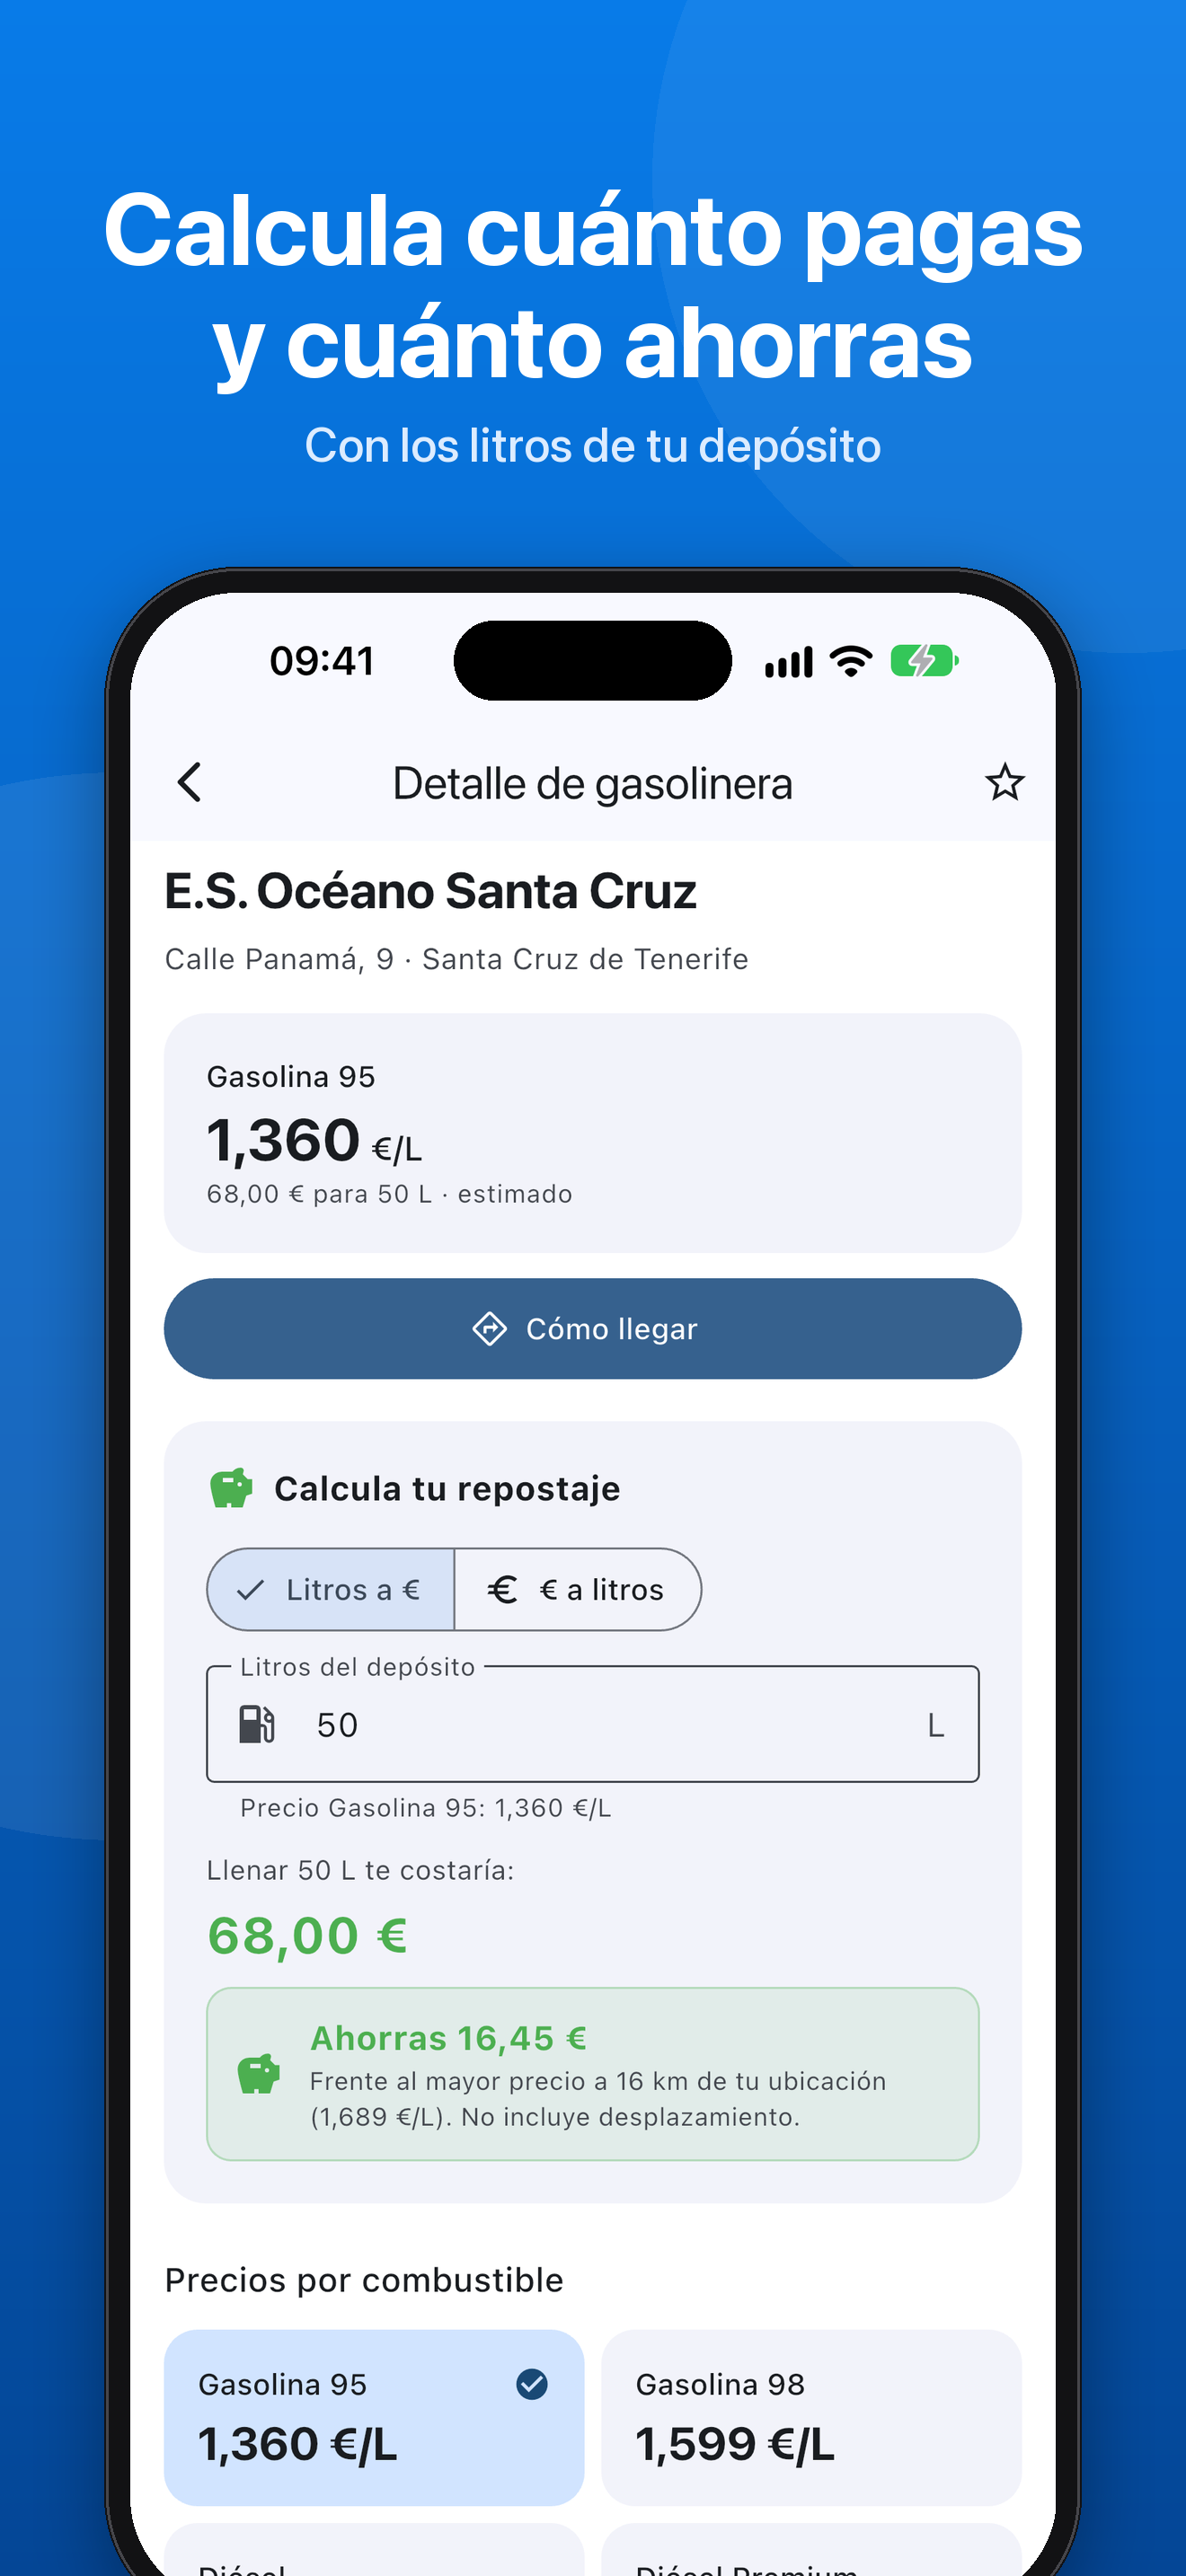 Calcula cuánto pagas
y cuánto ahorras
Con los litros de tu depósito
09:41
Detalle de gasolinera
E.S. Océano Santa Cruz
Calle Panamá, 9 · Santa Cruz de Tenerife
Gasolina 95
1,360 €/L
68,00 € para 50 L · estimado
Cómo llegar
Calcula tu repostaje
Litros a €
€ € a litros
Litros del depósito
50 L
Precio Gasolina 95: 1,360 €/L
Llenar 50 L te costaría:
68,00 €
Ahorras 16,45 €
Frente al mayor precio a 16 km de tu ubicación
(1,689 €/L). No incluye desplazamiento.
Precios por combustible
Gasolina 95
1,360 €/L
Gasolina 98
1,599 €/L
Diésel
Diésel Premium